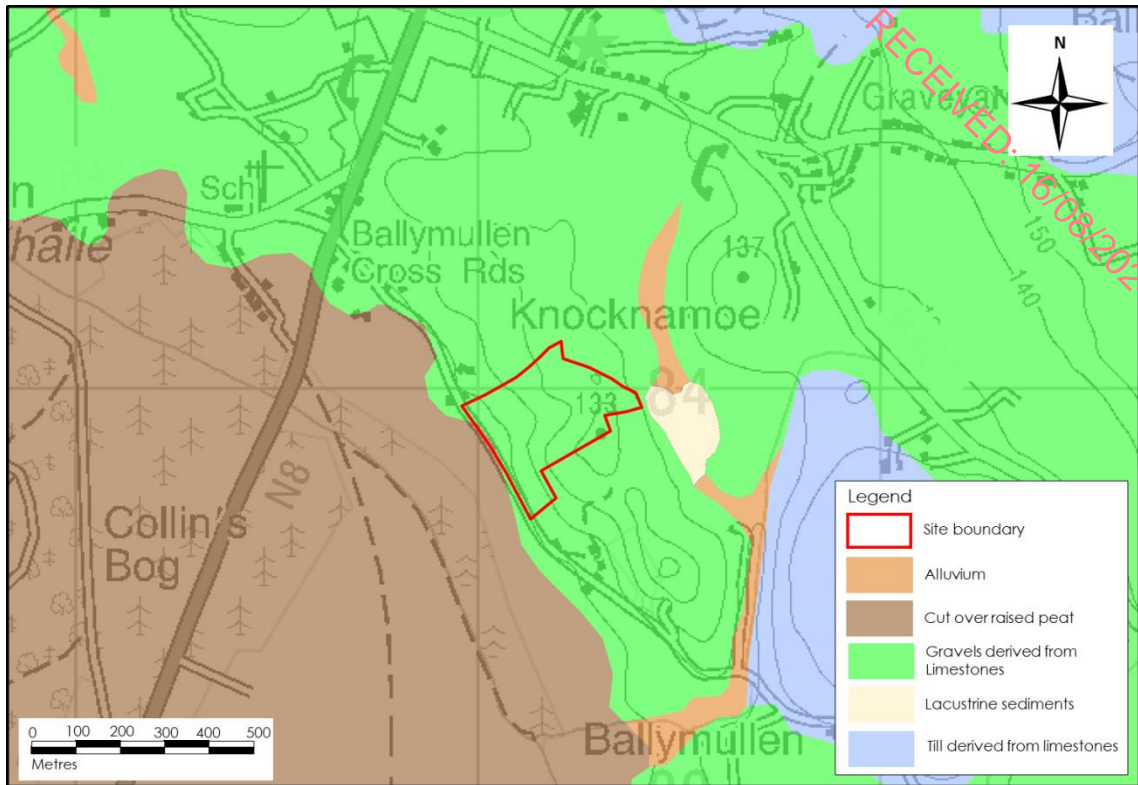 Ball
RECEIVED: 16/08/202
N
Sch
n
Ballymullen
Cross Rds
137
150
140
Knocknamoe
84
133
N8
Collin's
Bog
Ballymullen
Legend
Site boundary
Alluvium
Cut over raised peat
Gravels derived from
Limestones
Lacustrine sediments
Till derived from limestones
0 100 200 300 400 500
Metres